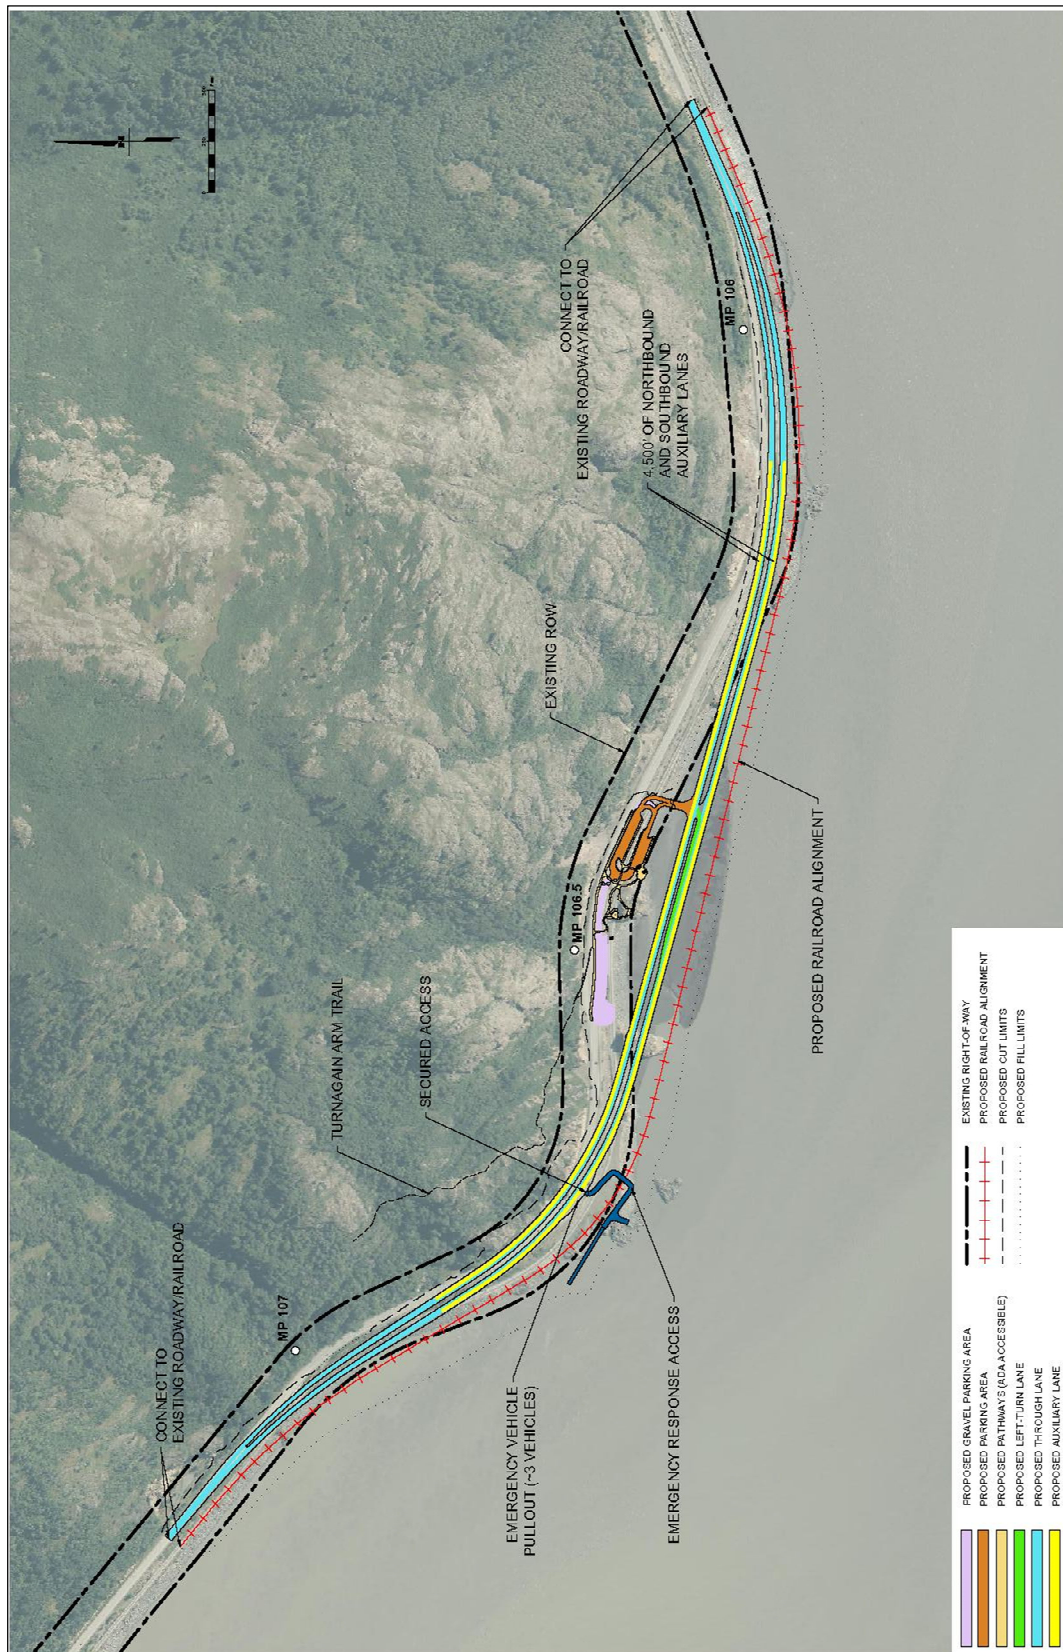 CONNECT TO
EXISTING ROADWAY/RAILROAD
MP 107
TURNAGAIN ARM TRAIL
SECURED ACCESS
MP 106.5
EXISTING ROW
4,500' OF NORTHBOUND
AND SOUTHBOUND
AUXILIARY LANES
CONNECT TO
EXISTING ROADWAY/RAILROAD
MP 106
EMERGENCY VEHICLE
PULLOUT (~3 VEHICLES)
EMERGENCY RESPONSE ACCESS
PROPOSED RAILROAD ALIGNMENT
PROPOSED GRAVEL PARKING AREA
PROPOSED PARKING AREA
PROPOSED PATHWAYS (ADA ACCESSIBLE)
PROPOSED LEFT-TURN LANE
PROPOSED THROUGH LANE
PROPOSED AUXILIARY LANE
EXISTING RIGHT-OF-WAY
PROPOSED RAILROAD ALIGNMENT
PROPOSED CUT LIMITS
PROPOSED FILL LIMITS